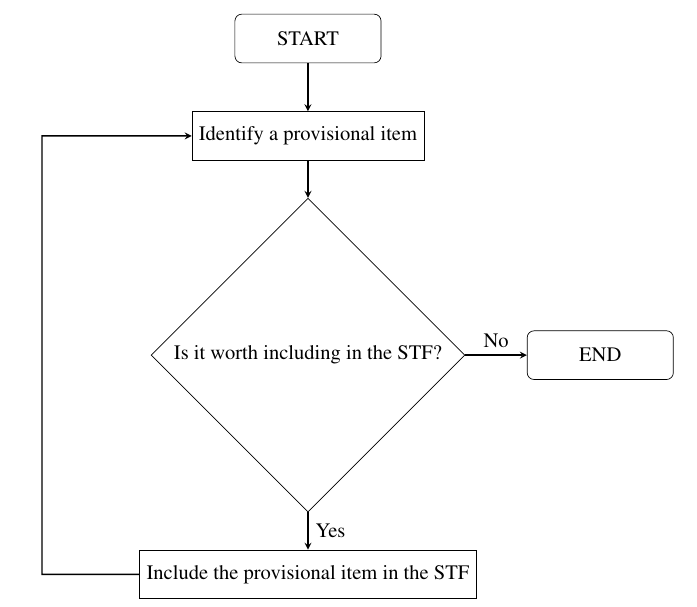 START
Identify a provisional item
Is it worth including in the STF?
No
END
Yes
Include the provisional item in the STF